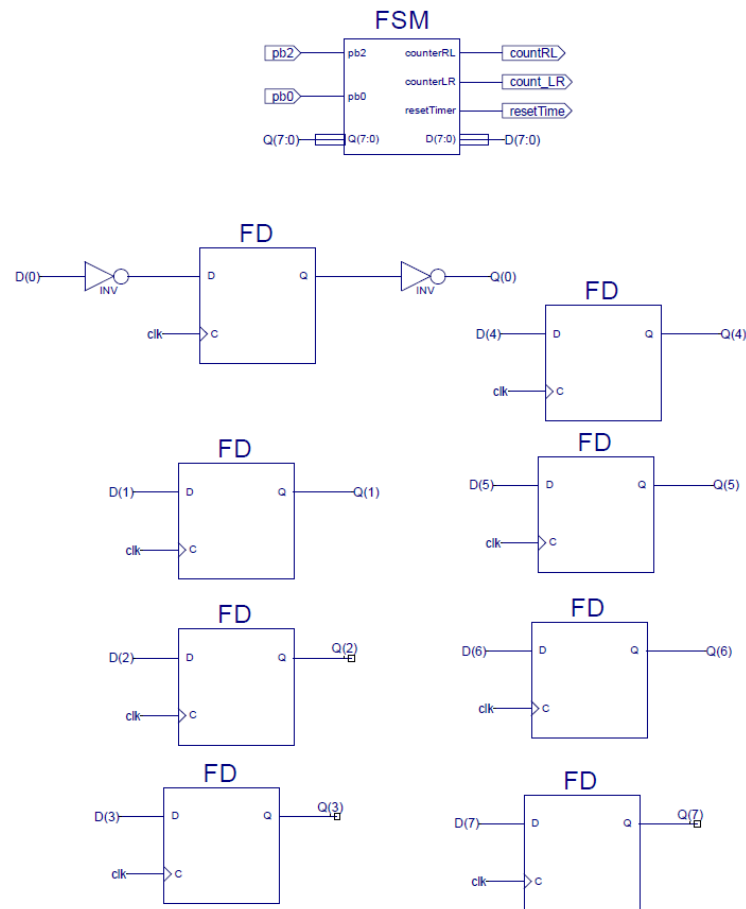 FSM
pb2 pb2 counterRL countRL
counterLR count_LR
pb0 pb0
resetTimer resetTime
Q(7:0) Q(7:0) D(7:0) D(7:0)
FD
D(0) INV D Q INV Q(0)
clk C
FD
D(4) D Q Q(4)
clk C
FD
D(1) D Q Q(1)
clk C
FD
D(5) D Q Q(5)
clk C
FD
D(2) D Q Q(2)
clk C
FD
D(6) D Q Q(6)
clk C
FD
D(3) D Q Q(3)
clk C
FD
D(7) D Q Q(7)
clk C